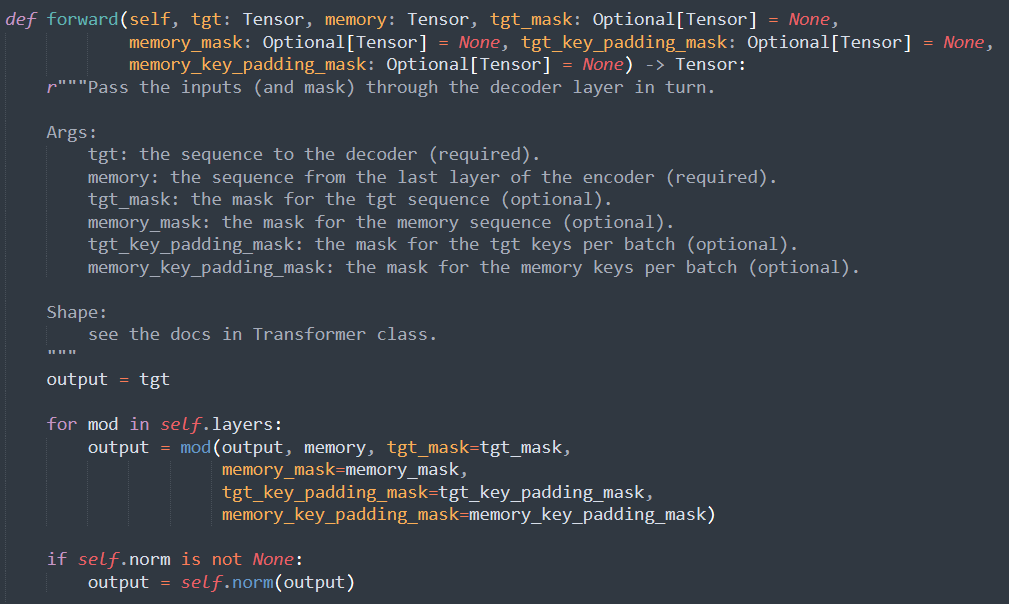 def forward(self, tgt: Tensor, memory: Tensor, tgt_mask: Optional[Tensor] = None,
            memory_mask: Optional[Tensor] = None, tgt_key_padding_mask: Optional[Tensor] = None,
            memory_key_padding_mask: Optional[Tensor] = None) -> Tensor:
    r"""Pass the inputs (and mask) through the decoder layer in turn.

    Args:
        tgt: the sequence to the decoder (required).
        memory: the sequence from the last layer of the encoder (required).
        tgt_mask: the mask for the tgt sequence (optional).
        memory_mask: the mask for the memory sequence (optional).
        tgt_key_padding_mask: the mask for the tgt keys per batch (optional).
        memory_key_padding_mask: the mask for the memory keys per batch (optional).

    Shape:
        see the docs in Transformer class.
    """
    output = tgt

    for mod in self.layers:
        output = mod(output, memory, tgt_mask=tgt_mask,
                     memory_mask=memory_mask,
                     tgt_key_padding_mask=tgt_key_padding_mask,
                     memory_key_padding_mask=memory_key_padding_mask)

    if self.norm is not None:
        output = self.norm(output)